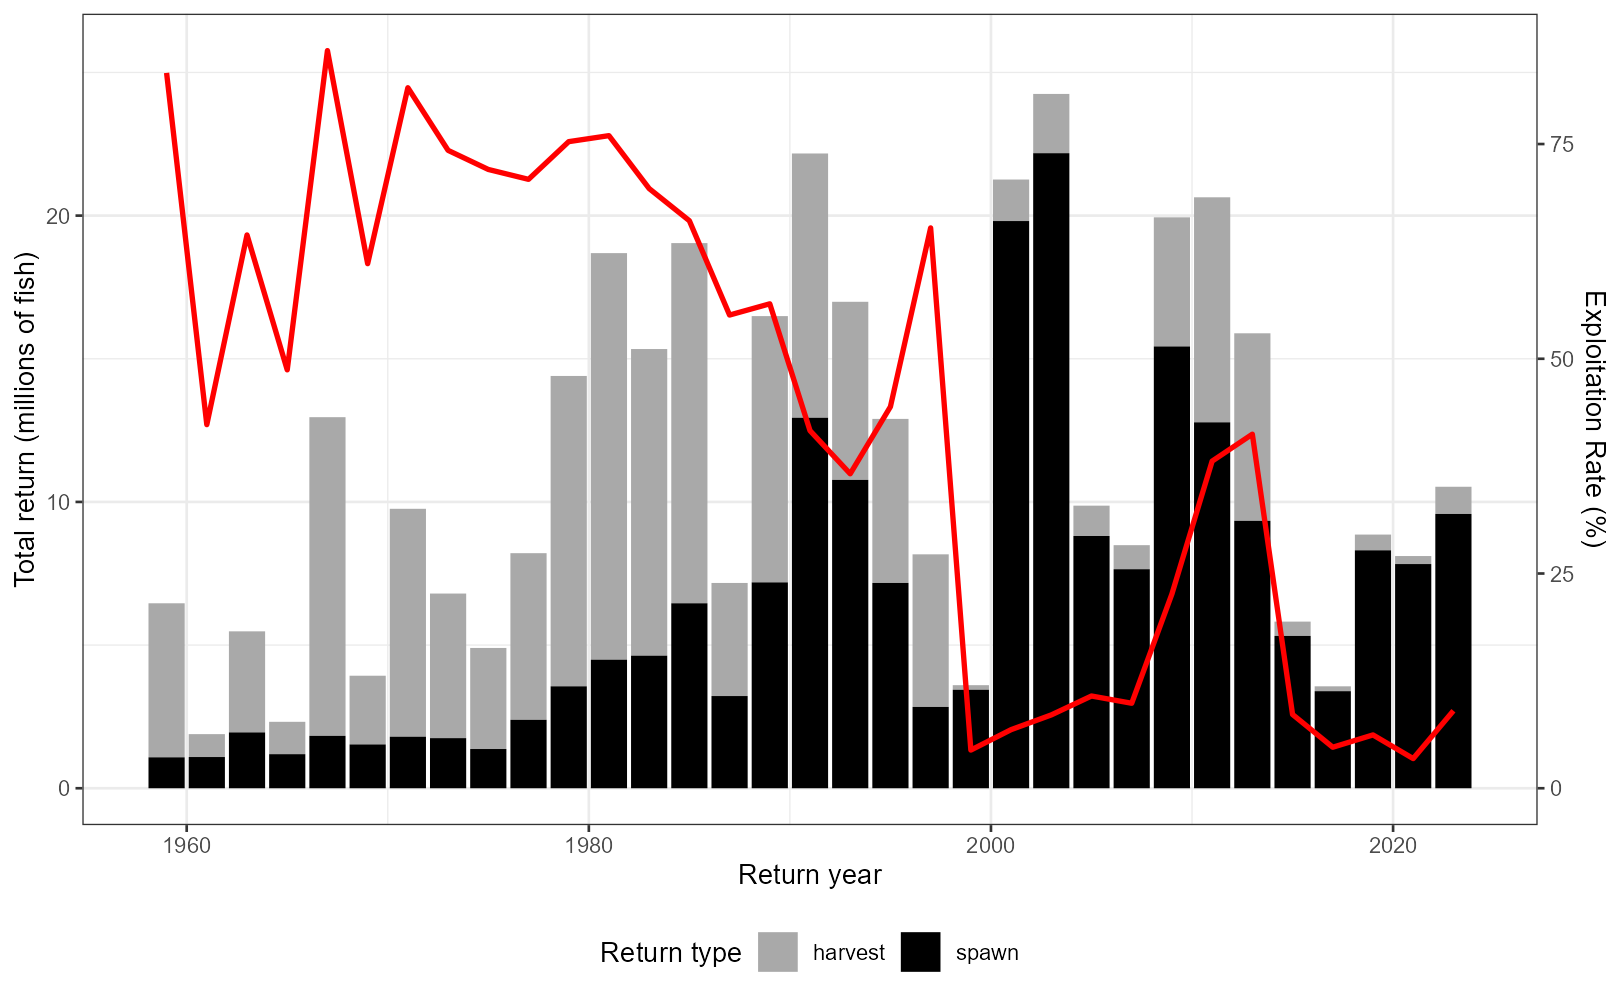 Total return (millions of fish)
20
10
0
75
50
25
0
Exploitation Rate (%)
1960
1980
2000
2020
Return year
Return type
harvest
spawn